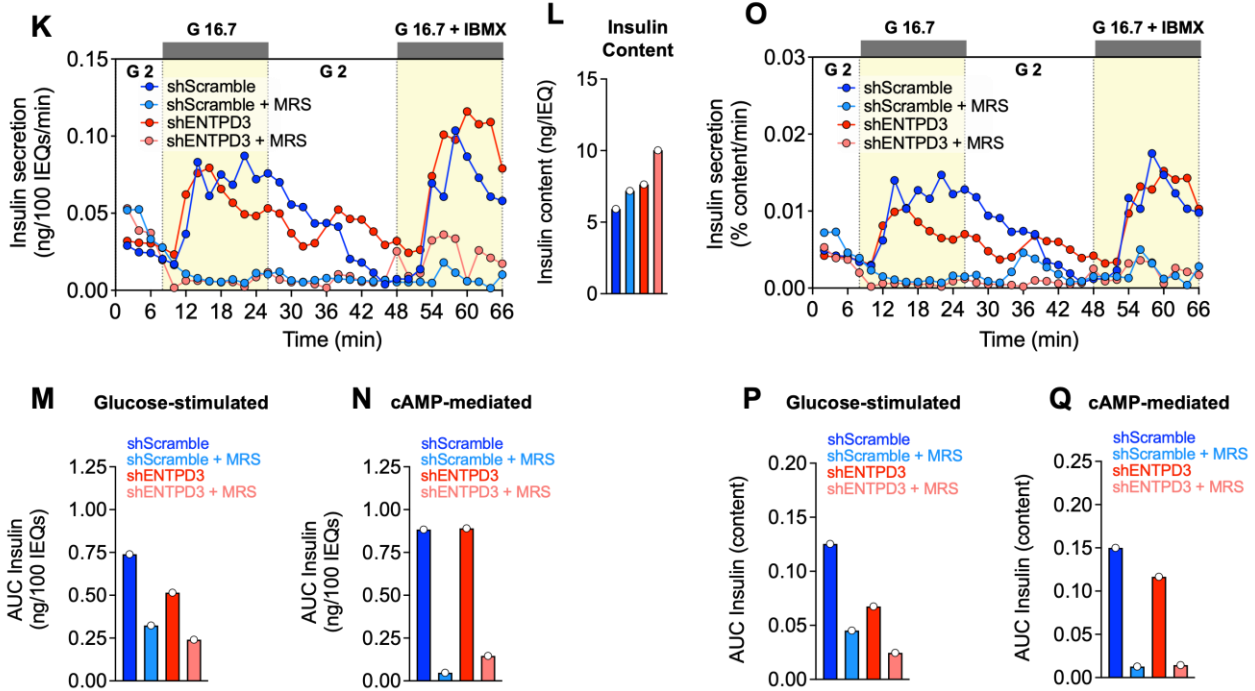 K
G 16.7
G 16.7 + IBMX
G 2
G 2
shScramble
shScramble + MRS
shENTPD3
shENTPD3 + MRS
Insulin secretion
(ng/100 IEQs/min)
0.15
0.10
0.05
0.00
0 6 12 18 24 30 36 42 48 54 60 66
Time (min)
L
Insulin
Content
Insulin content (ng/IEQ)
15
10
5
0
O
G 16.7
G 16.7 + IBMX
G 2
G 2
shScramble
shScramble + MRS
shENTPD3
shENTPD3 + MRS
Insulin secretion
(% content/min)
0.03
0.02
0.01
0.00
0 6 12 18 24 30 36 42 48 54 60 66
Time (min)
M
Glucose-stimulated
shScramble
shScramble + MRS
shENTPD3
shENTPD3 + MRS
AUC Insulin
(ng/100 IEQs)
1.25
1.00
0.75
0.50
0.25
0.00
N
cAMP-mediated
AUC Insulin
(ng/100 IEQs)
1.25
1.00
0.75
0.50
0.25
0.00
P
Glucose-stimulated
shScramble
shScramble + MRS
shENTPD3
shENTPD3 + MRS
AUC Insulin (content)
0.20
0.15
0.10
0.05
0.00
Q
cAMP-mediated
shScramble
shScramble + MRS
shENTPD3
shENTPD3 + MRS
AUC Insulin (content)
0.25
0.20
0.15
0.10
0.05
0.00